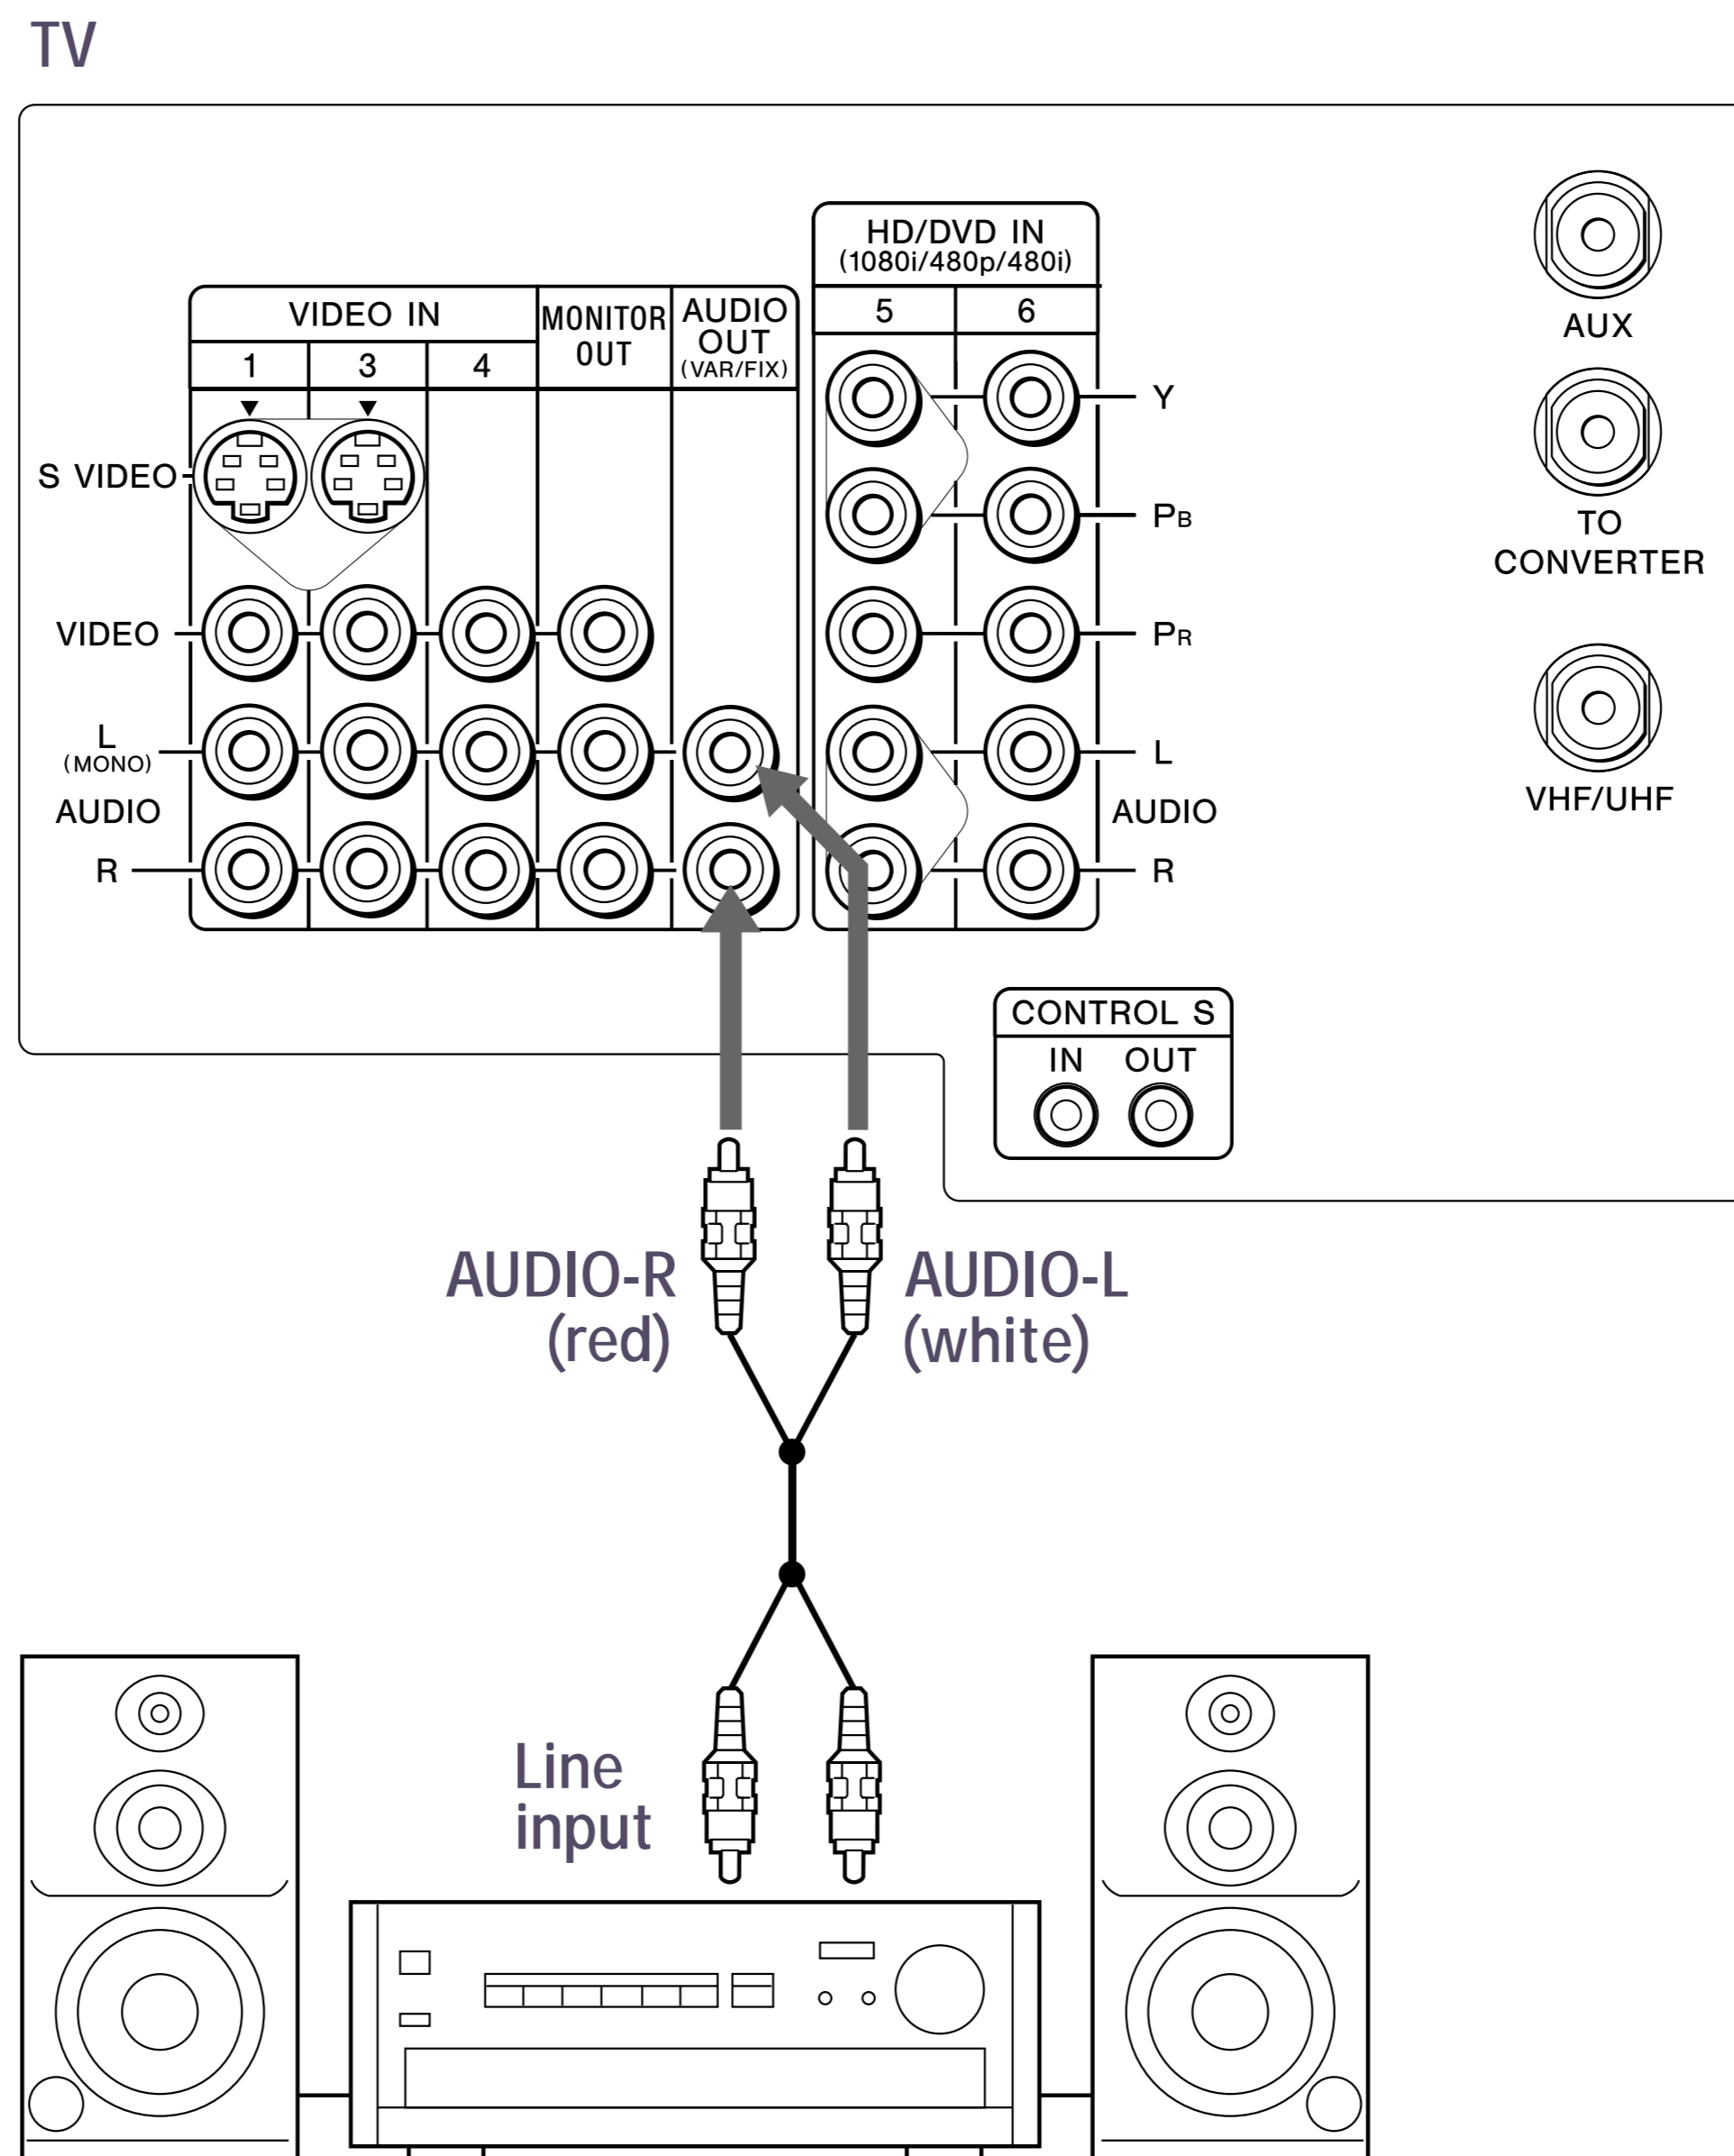 TV
HD/DVD IN
(1080i/480p/480i)
5 6
VIDEO IN
1 3 4
MONITOR
OUT
AUDIO
OUT
(VAR/FIX)
S VIDEO
VIDEO
L
(MONO)
AUDIO
R
Y
PB
PR
L
AUDIO
R
AUX
TO
CONVERTER
VHF/UHF
CONTROL S
IN OUT
AUDIO-R
(red)
AUDIO-L
(white)
Line
input